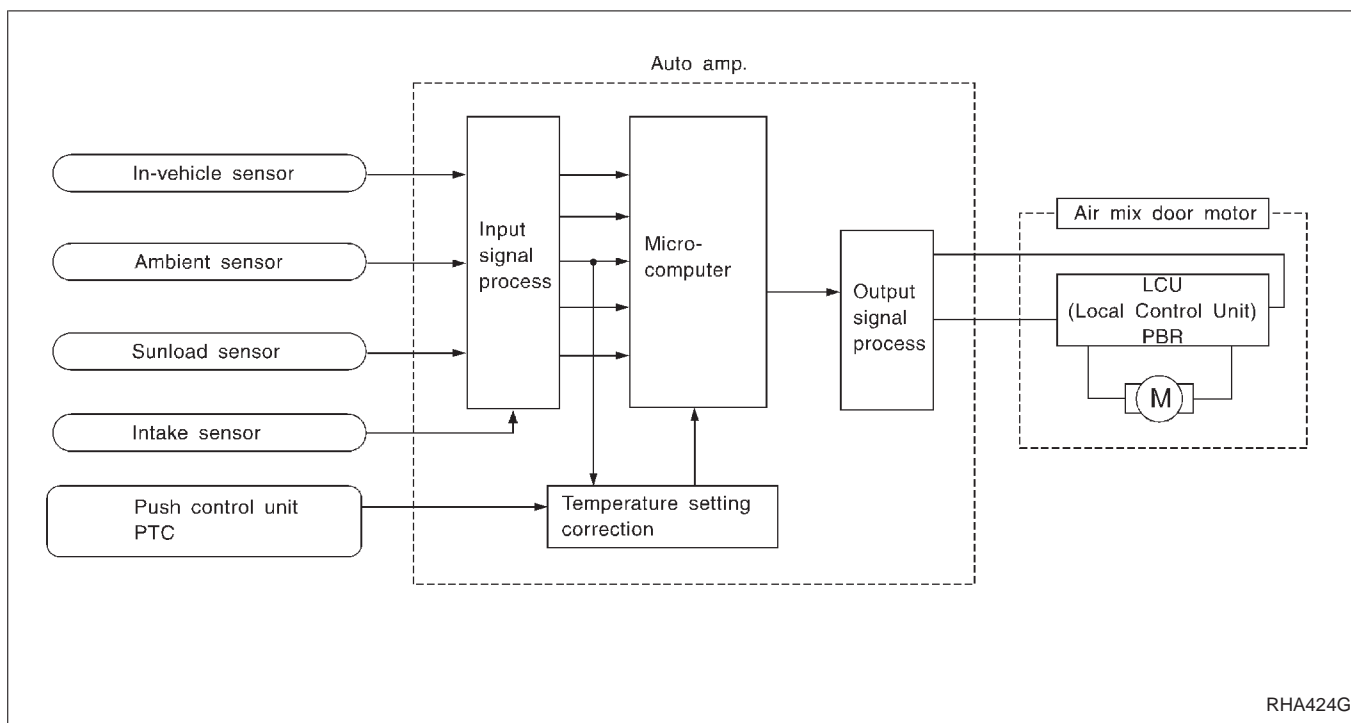 Auto amp.
In-vehicle sensor
Ambient sensor
Sunload sensor
Intake sensor
Push control unit
PTC
Input
signal
process
Micro-
computer
Temperature setting
correction
Output
signal
process
Air mix door motor
LCU
(Local Control Unit)
PBR
M
RHA424G